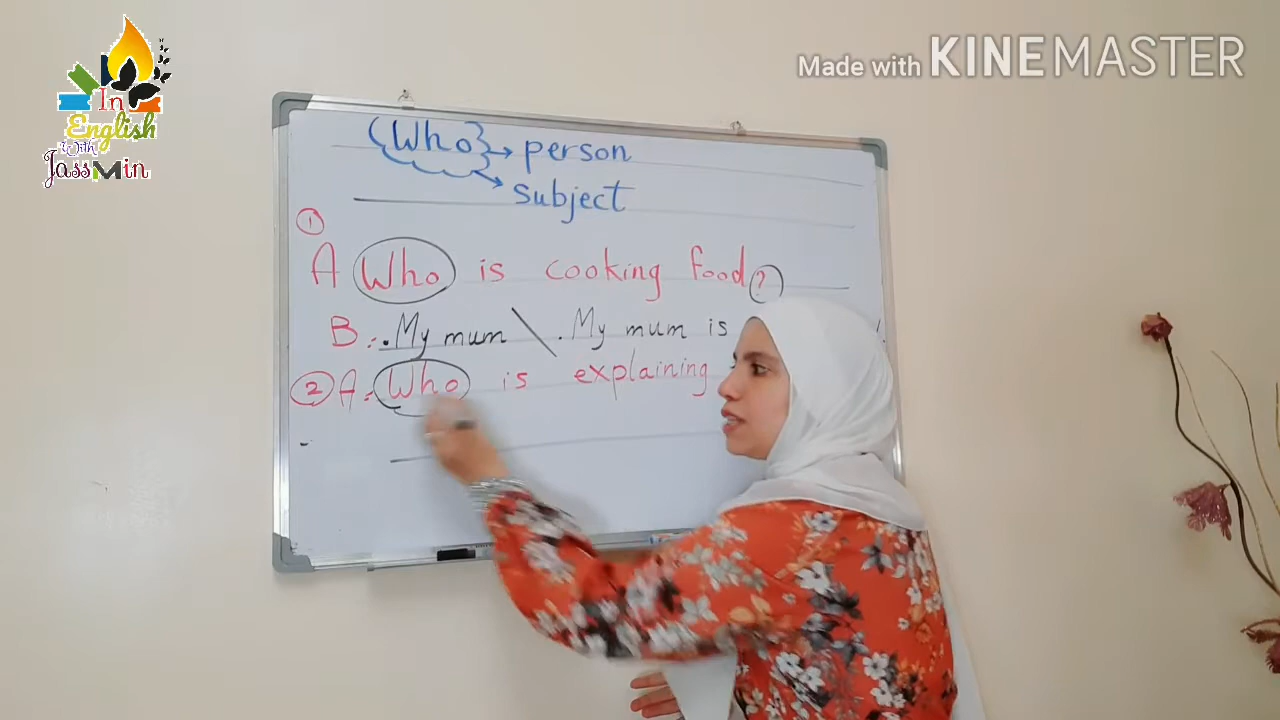 In
English
with
JassMin
Made with KINEMASTER
{Who} → person
→ subject
①
A Who is cooking food?
B:. My mum \ . My mum is
② A: Who is explaining